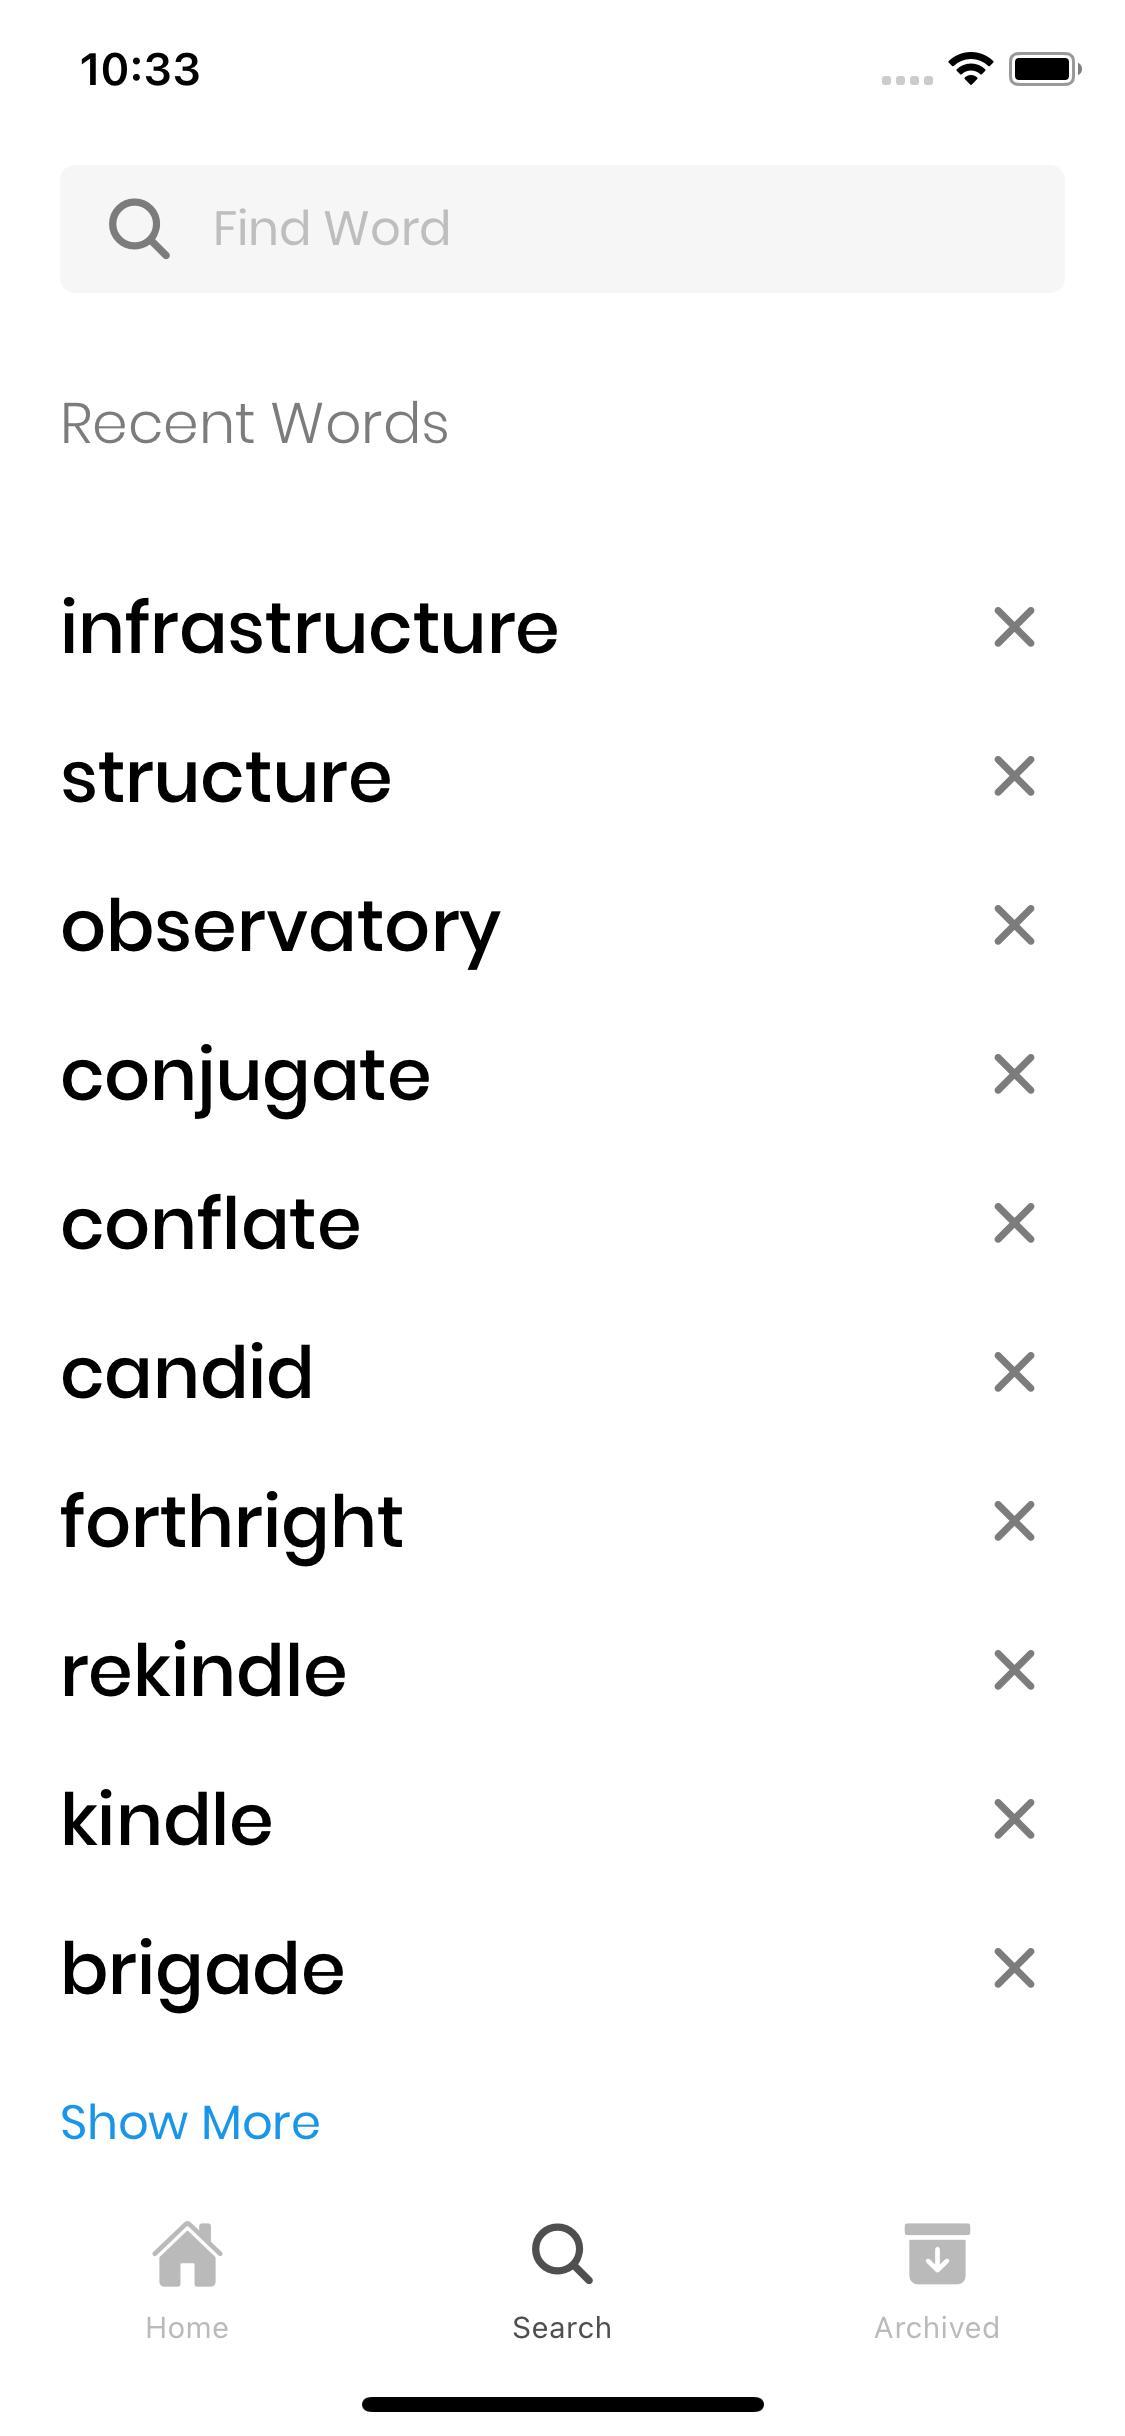 10:33
Find Word
Recent Words
infrastructure
structure
observatory
conjugate
conflate
candid
forthright
rekindle
kindle
brigade
Show More
Home
Search
Archived